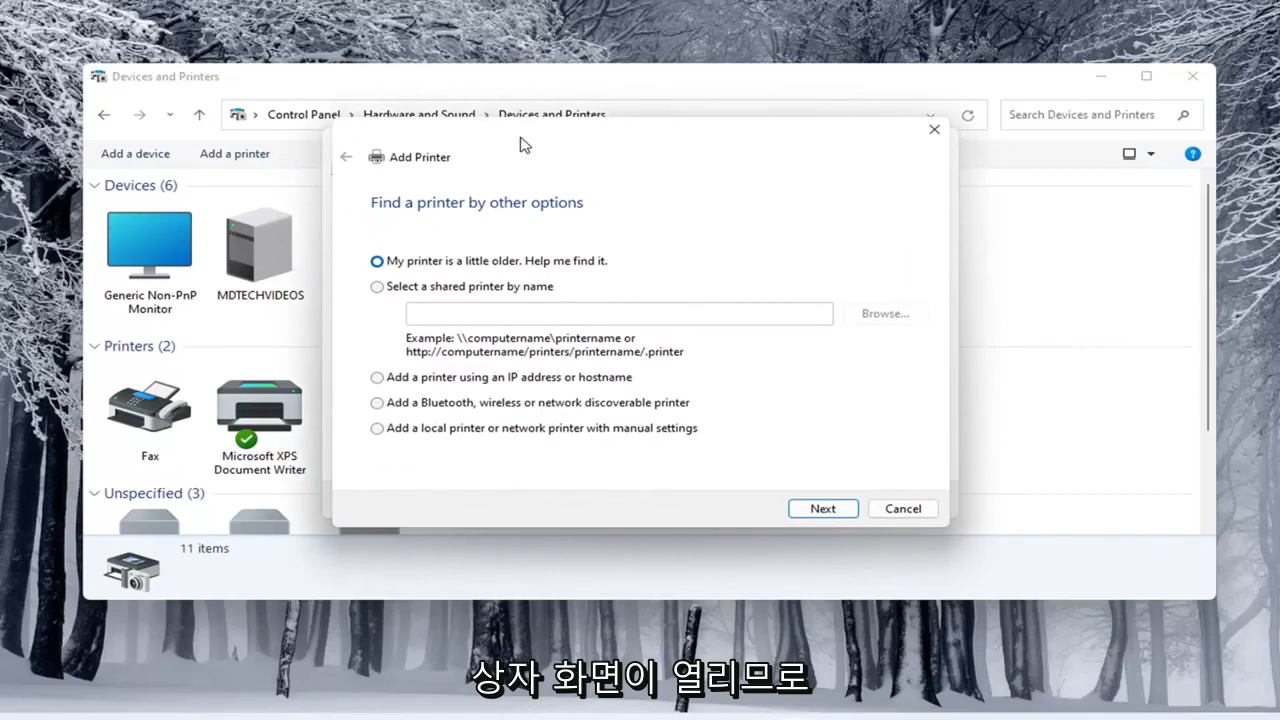 Devices and Printers
Control Panel > Hardware and Sound > Devices and Printers
Search Devices and Printers
Add a device
Add a printer
Devices (6)
Generic Non-PnP
Monitor
MDTECHVIDEOS
Printers (2)
Fax
Microsoft XPS
Document Writer
Unspecified (3)
11 items
Add Printer
Find a printer by other options
My printer is a little older. Help me find it.
Select a shared printer by name
Browse...
Example: \\computername\printername or
http://computername/printers/printername/.printer
Add a printer using an IP address or hostname
Add a Bluetooth, wireless or network discoverable printer
Add a local printer or network printer with manual settings
Next
Cancel
상자 화면이 열리므로